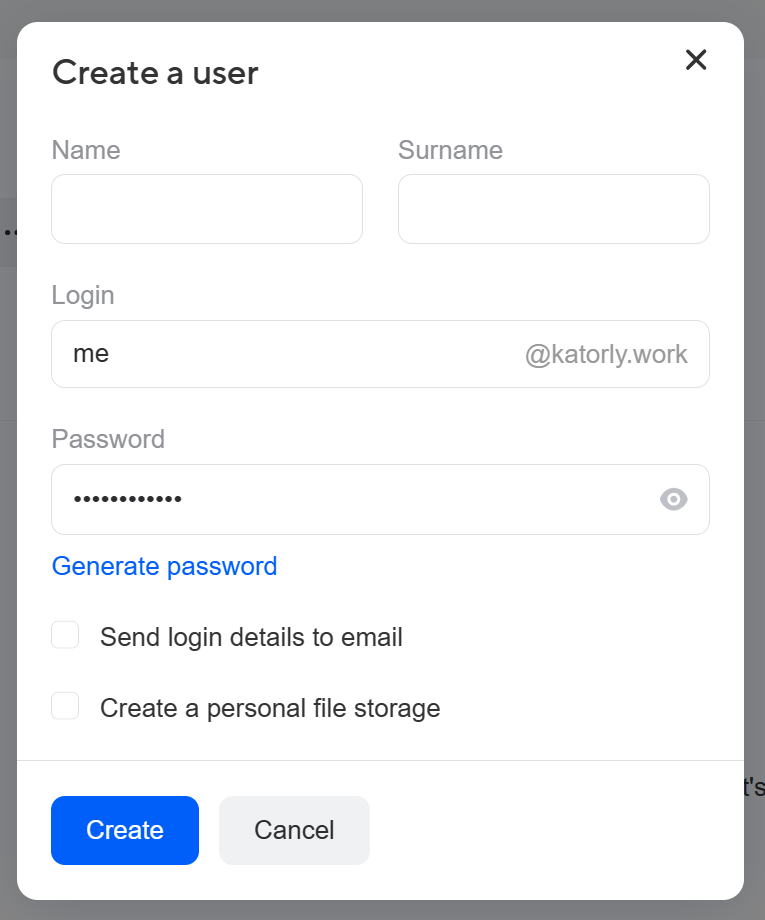 Create a user
Name
Surname
Login
me
@katorly.work
Password
••••••••••••
Generate password
Send login details to email
Create a personal file storage
t's
Create
Cancel